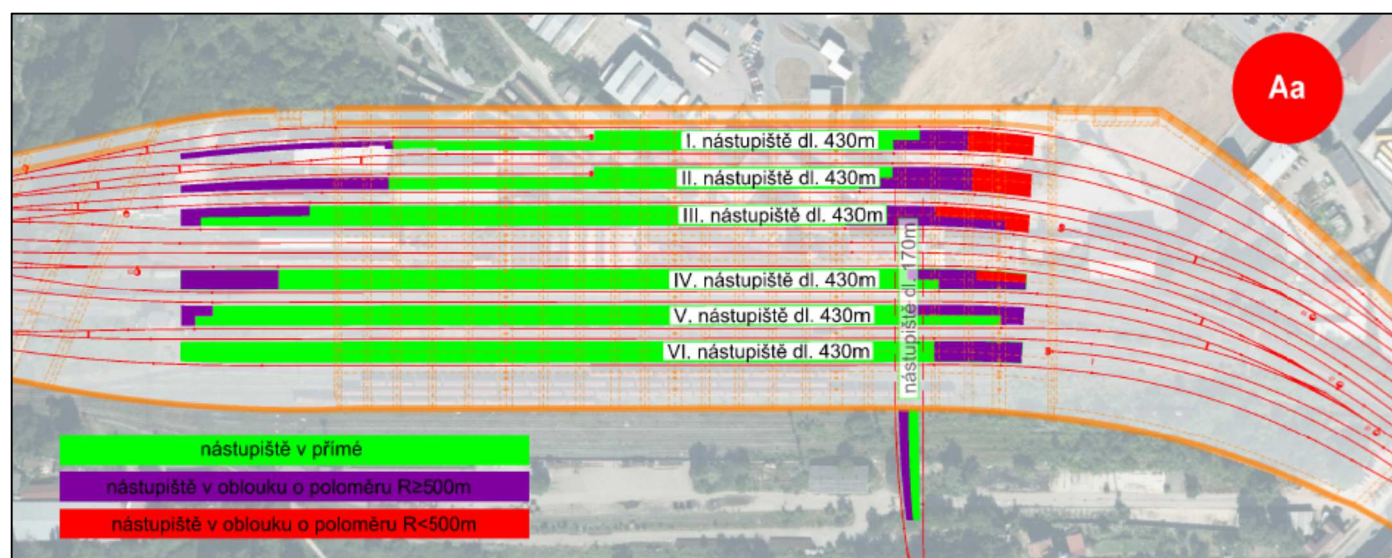 Aa
I. nástupiště dl. 430m
II. nástupiště dl. 430m
III. nástupiště dl. 430m
nástupiště dl. 170m
IV. nástupiště dl. 430m
V. nástupiště dl. 430m
VI. nástupiště dl. 430m
nástupiště v přímé
nástupiště v oblouku o poloměru R≥500m
nástupiště v oblouku o poloměru R<500m